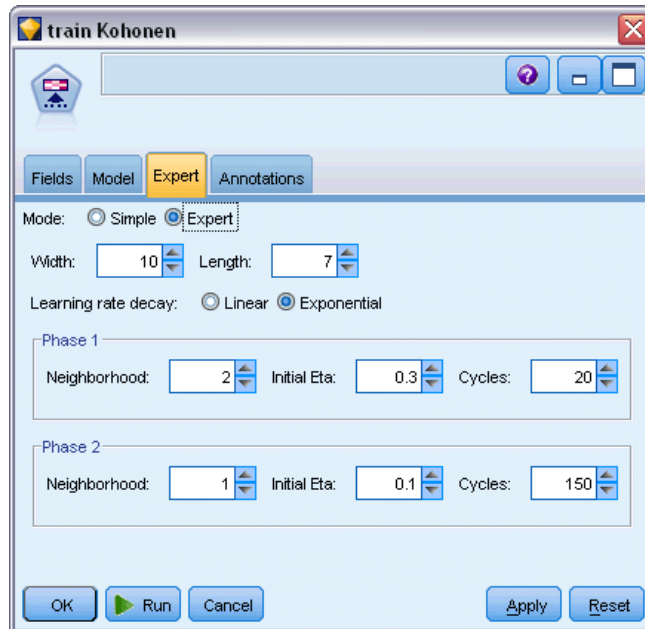 train Kohonen
?
Fields Model Expert Annotations
Mode: Simple Expert
Width: 10 Length: 7
Learning rate decay: Linear Exponential
Phase 1
Neighborhood: 2 Initial Eta: 0.3 Cycles: 20
Phase 2
Neighborhood: 1 Initial Eta: 0.1 Cycles: 150
OK Run Cancel Apply Reset